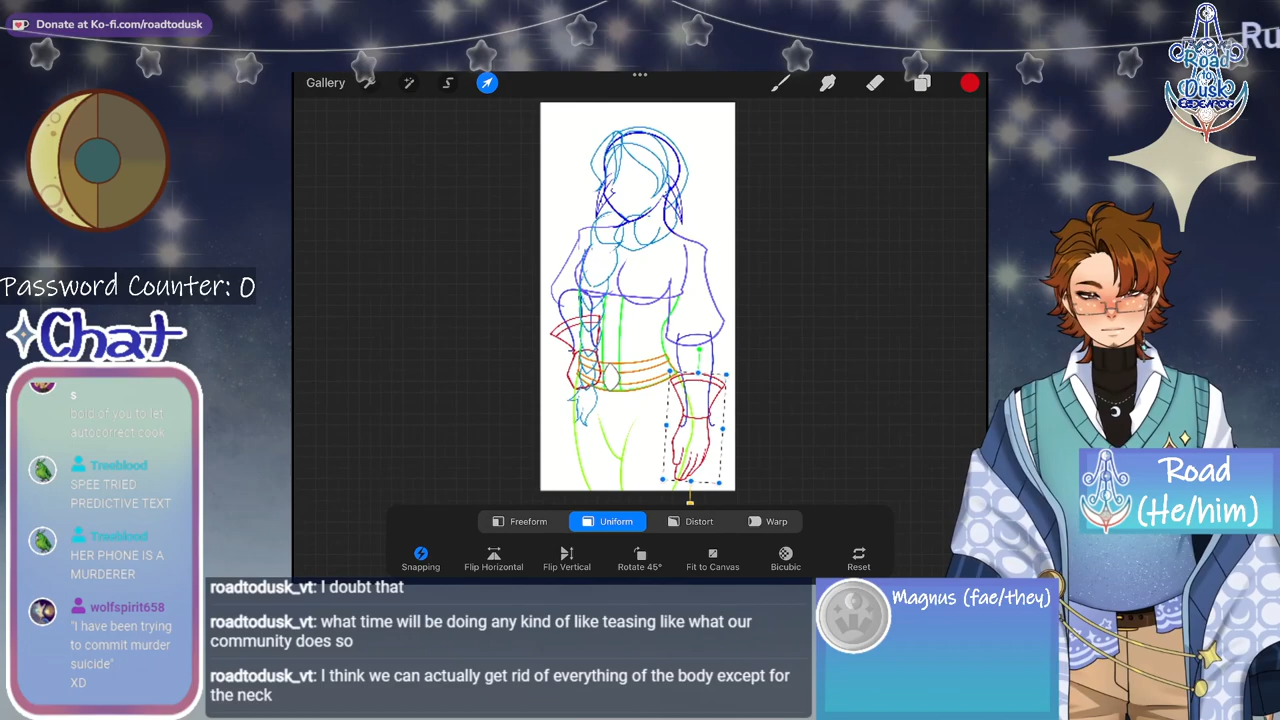 Donate at Ko-fi.com/roadtodusk
Ru
Road
to
Dusk
Gallery
S
Password Counter: 0
Chat
s
bold of you to let
autocorrect cook
Treeblood
SPEE TRIED
PREDICTIVE TEXT
Treeblood
HER PHONE IS A
MURDERER
wolfspirit658
"I have been trying
to commit murder
suicide"
XD
Freeform
Uniform
Distort
Warp
Snapping
Flip Horizontal
Flip Vertical
Rotate 45°
Fit to Canvas
Bicubic
Reset
roadtodusk_vt: I doubt that
roadtodusk_vt: what time will be doing any kind of like teasing like what our
community does so
roadtodusk_vt: I think we can actually get rid of everything of the body except for
the neck
Magnus (fae/they)
Road
(He/him)